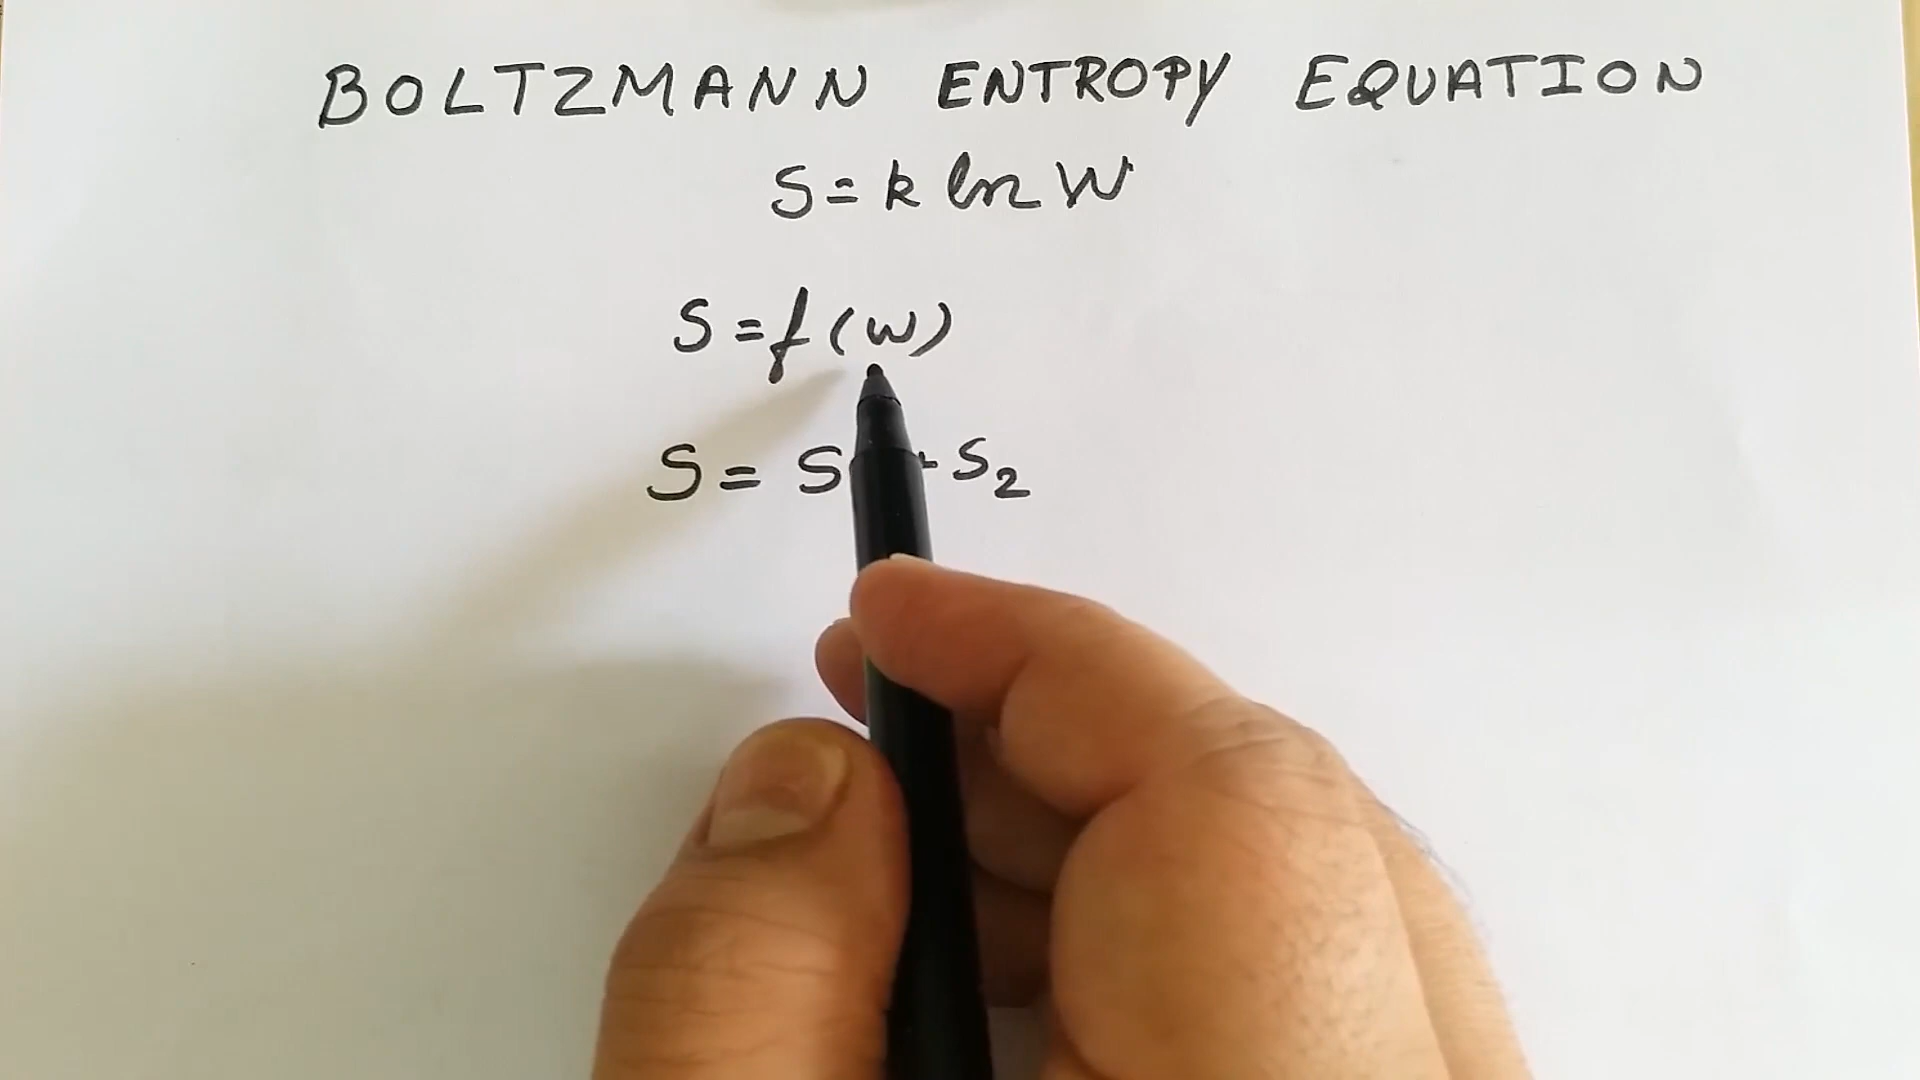 BOLTZMANN ENTROPY EQUATION
S = k ln W
S = f (W)
S = S + S2